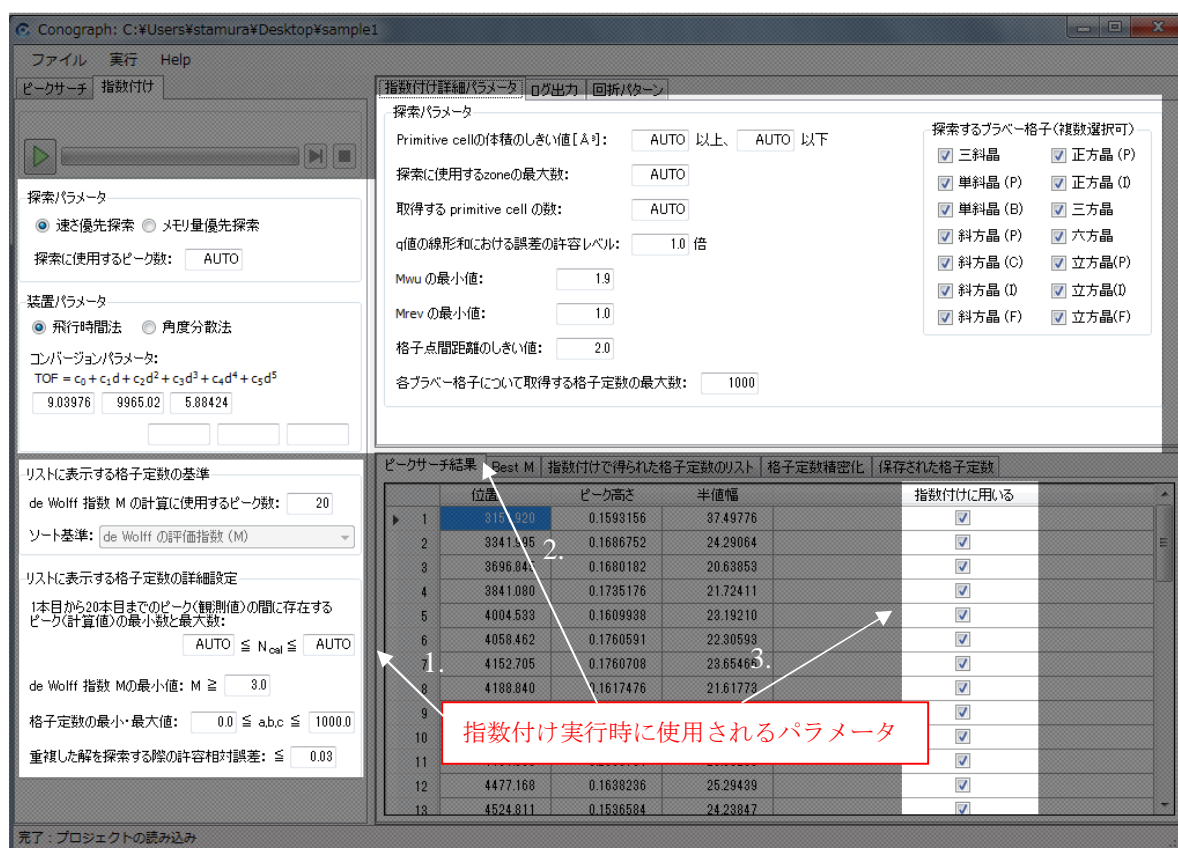 Conograph: C:¥Users¥stamura¥Desktop¥sample1
ファイル 実行 Help
ピークサーチ 指数付け
探索パラメータ
速さ優先探索 メモリ量優先探索
探索に使用するピーク数: AUTO
装置パラメータ
飛行時間法 角度分散法
コンバージョンパラメータ:
TOF = c₀ + c₁d + c₂d² + c₃d³ + c₄d⁴ + c₅d⁵
9.03976 9965.02 5.88424
リストに表示する格子定数の基準
de Wolff 指数 M の計算に使用するピーク数: 20
ソート基準: de Wolff の評価指数 (M)
リストに表示する格子定数の詳細設定
1本目から20本目までのピーク(観測値)の間に存在する
ピーク(計算値)の最小数と最大数:
AUTO ≦ N cal ≦ AUTO
de Wolff 指数 Mの最小値: M ≧ 3.0
格子定数の最小・最大値: 0.0 ≦ a,b,c ≦ 1000.0
重複した解を探索する際の許容相対誤差: ≦ 0.03
指数付け詳細パラメータ ログ出力 回折パターン
探索パラメータ
Primitive cellの体積のしきい値[Å³]: AUTO 以上、 AUTO 以下
探索に使用するzoneの最大数: AUTO
取得する primitive cell の数: AUTO
q値の線形和における誤差の許容レベル: 1.0 倍
Mwu の最小値: 1.9
Mrev の最小値: 1.0
格子点間距離のしきい値: 2.0
各ブラベー格子について取得する格子定数の最大数: 1000
探索するブラベー格子(複数選択可)
三斜晶 正方晶 (P)
単斜晶 (P) 正方晶 (I)
単斜晶 (B) 三方晶
斜方晶 (P) 六方晶
斜方晶 (C) 立方晶(P)
斜方晶 (I) 立方晶(I)
斜方晶 (F) 立方晶(F)
ピークサーチ結果 Best M 指数付けで得られた格子定数のリスト 格子定数精密化 保存された格子定数
位置 ピーク高さ 半値幅 指数付けに用いる
1 0.1593156 37.49776
2 3341.995 0.1686752 24.29064
3 0.1680182 20.63853
4 3841.080 0.1735176 21.72411
5 4004.533 0.1609938 23.19210
6 4058.462 0.1760591 22.30593
7 4152.705 0.1760708 23.65466
8 4188.840 0.1617476 21.61773
9
10
11
12 4477.168 0.1638236 25.29439
13 4524.811 0.1536584 24.23847
1.
2.
3.
指数付け実行時に使用されるパラメータ
完了:プロジェクトの読み込み